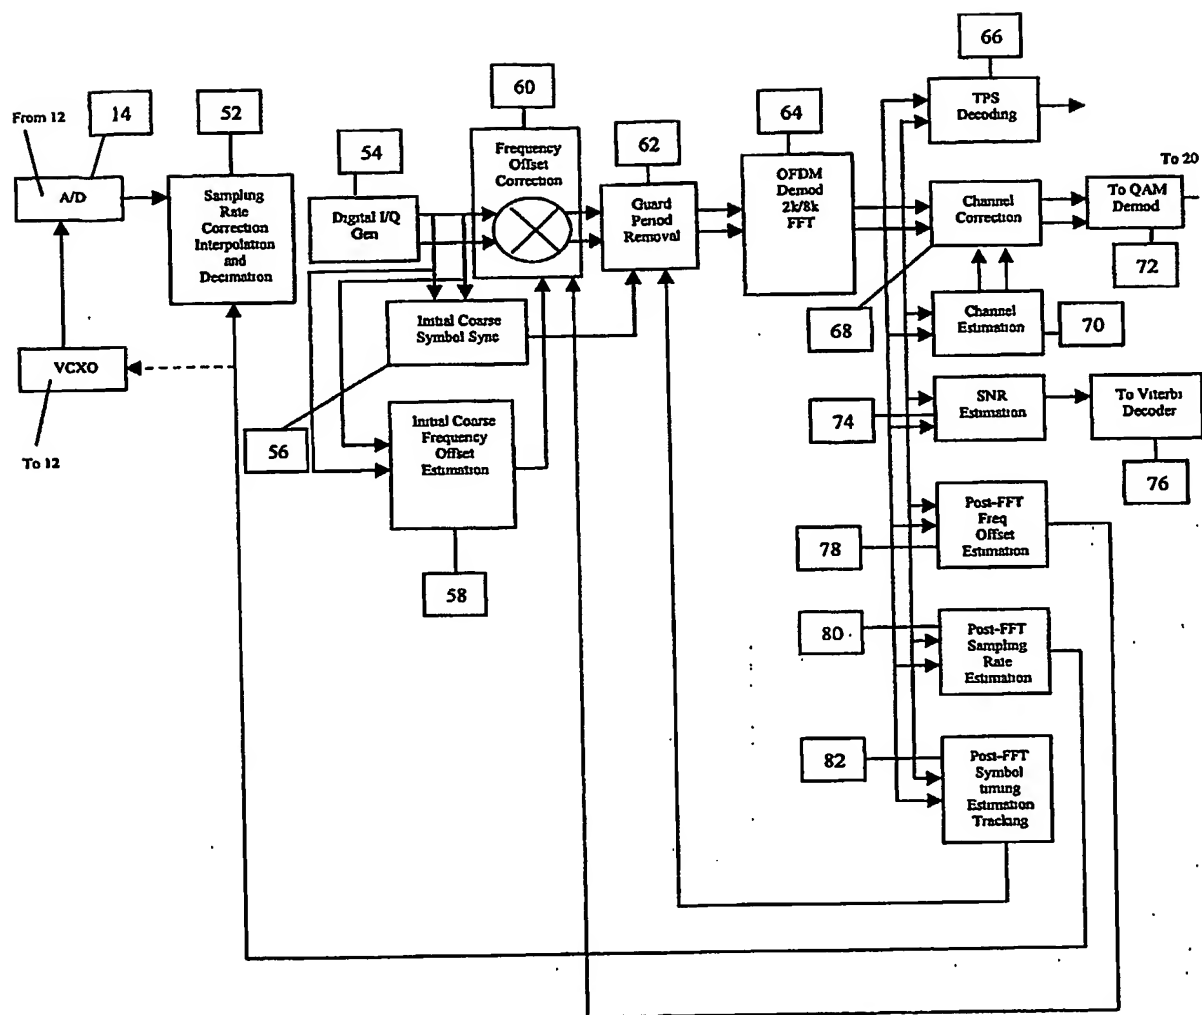 From 12
14
A/D
VCXO
To 12
52
Sampling
Rate
Correction
Interpolation
and
Decimation
54
Digital I/Q
Gen
60
Frequency
Offset
Correction
Initial Coarse
Symbol Sync
56
Initial Coarse
Frequency
Offset
Estimation
58
62
Guard
Period
Removal
64
OFDM
Demod
2k/8k
FFT
66
TPS
Decoding
Channel
Correction
68
To 20
To QAM
Demod
72
Channel
Estimation
70
SNR
Estimation
74
To Viterbi
Decoder
76
Post-FFT
Freq
Offset
Estimation
78
80
Post-FFT
Sampling
Rate
Estimation
82
Post-FFT
Symbol
timing
Estimation
Tracking